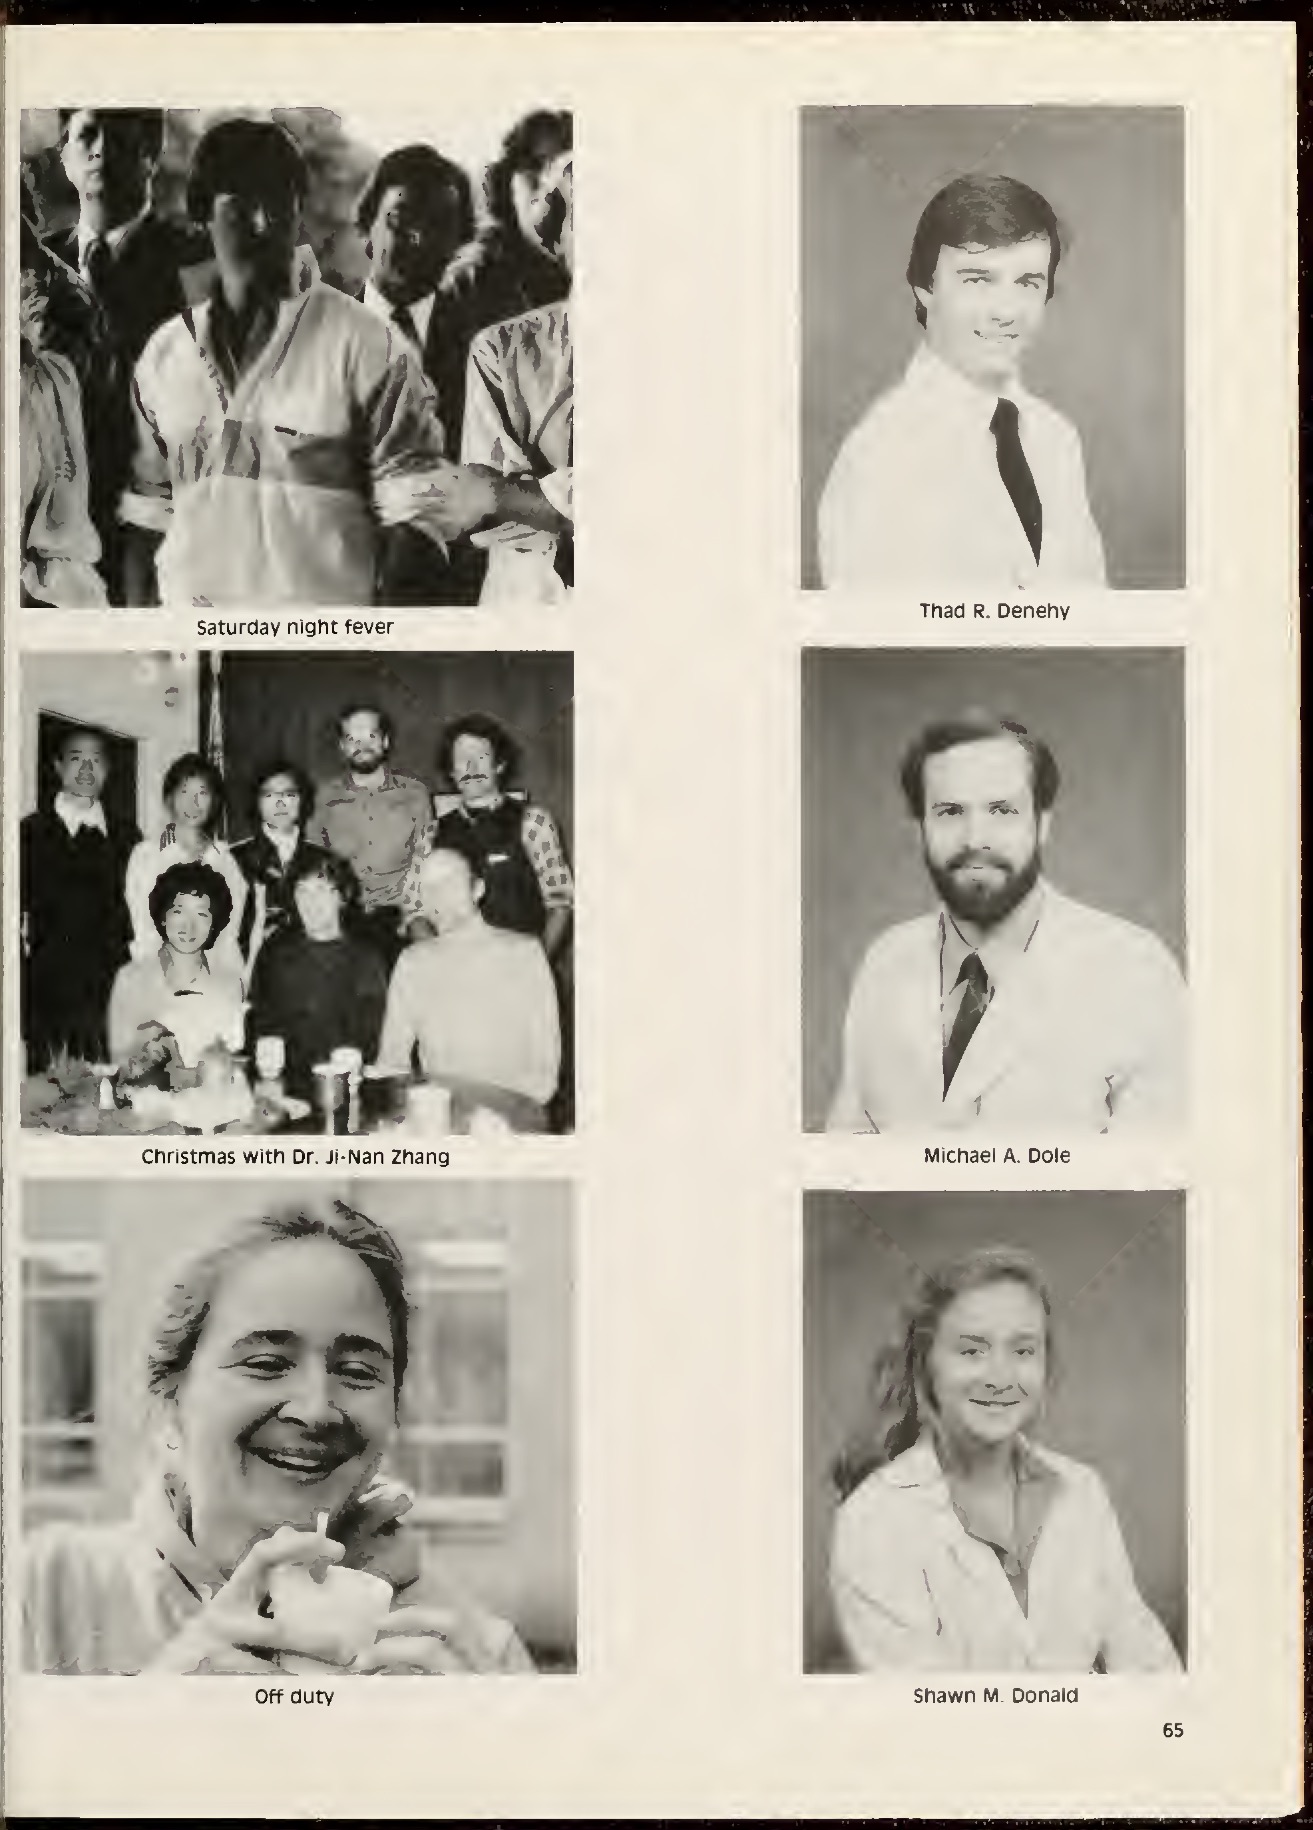 Saturday night fever
Christmas with Dr. Ji-Nan Zhang
Off duty
Thad R. Denehy
Michael A. Dole
Shawn M. Donald
65